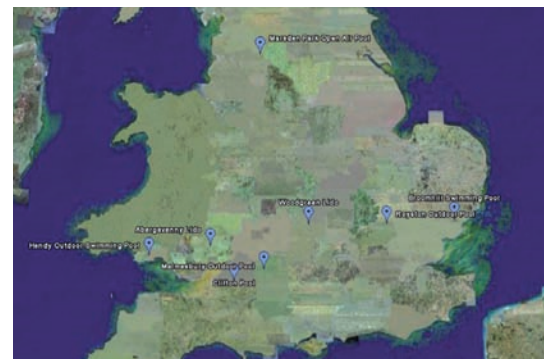 Marsden Park Open Air Pool
Broomhill Swimming Pool
Woodgreen Lido
Royston Outdoor Pool
Abergavenny Lido
Hendy Outdoor Swimming Pool
Malmesbury Outdoor Pool
Clifton Pool